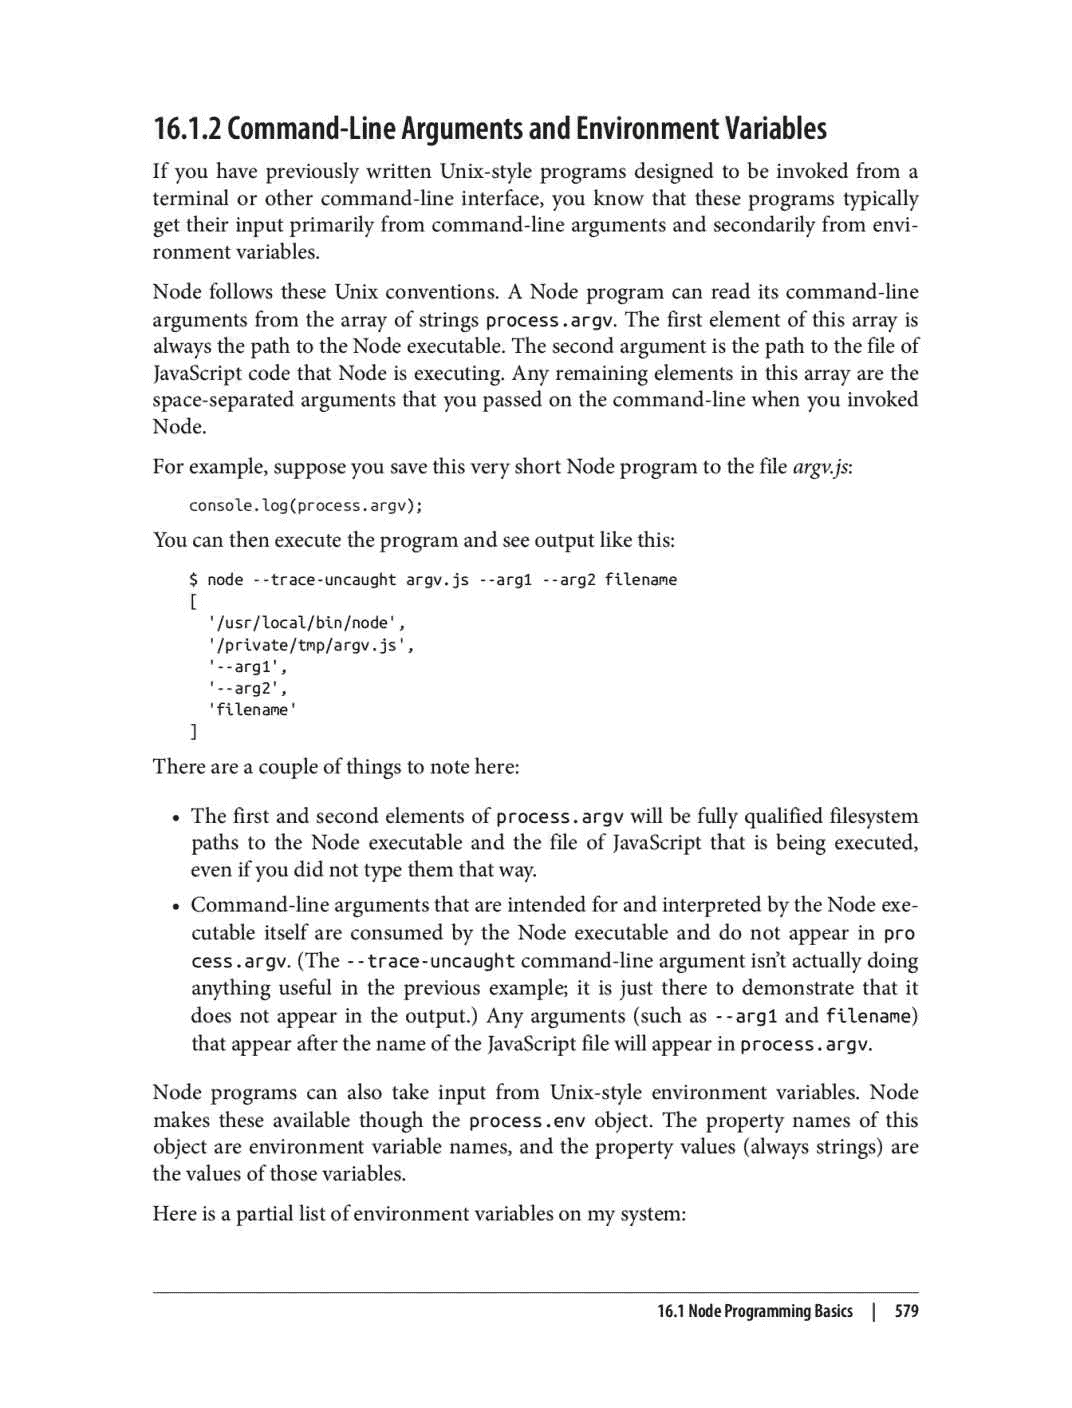 16.1.2 Command-Line Arguments and Environment Variables
If you have previously written Unix-style programs designed to be invoked from a
terminal or other command-line interface, you know that these programs typically
get their input primarily from command-line arguments and secondarily from envi-
ronment variables.
Node follows these Unix conventions. A Node program can read its command-line
arguments from the array of strings process.argv. The first element of this array is
always the path to the Node executable. The second argument is the path to the file of
JavaScript code that Node is executing. Any remaining elements in this array are the
space-separated arguments that you passed on the command-line when you invoked
Node.
For example, suppose you save this very short Node program to the file argv.js:
console.log(process.argv);
You can then execute the program and see output like this:
$ node --trace-uncaught argv.js --arg1 --arg2 filename
[
'/usr/local/bin/node',
'/private/tmp/argv.js',
'--arg1',
'--arg2',
'filename'
]
There are a couple of things to note here:
• The first and second elements of process.argv will be fully qualified filesystem
paths to the Node executable and the file of JavaScript that is being executed,
even if you did not type them that way.
• Command-line arguments that are intended for and interpreted by the Node exe-
cutable itself are consumed by the Node executable and do not appear in pro
cess.argv. (The --trace-uncaught command-line argument isn't actually doing
anything useful in the previous example; it is just there to demonstrate that it
does not appear in the output.) Any arguments (such as --arg1 and filename)
that appear after the name of the JavaScript file will appear in process.argv.
Node programs can also take input from Unix-style environment variables. Node
makes these available though the process.env object. The property names of this
object are environment variable names, and the property values (always strings) are
the values of those variables.
Here is a partial list of environment variables on my system:
16.1 Node Programming Basics | 579